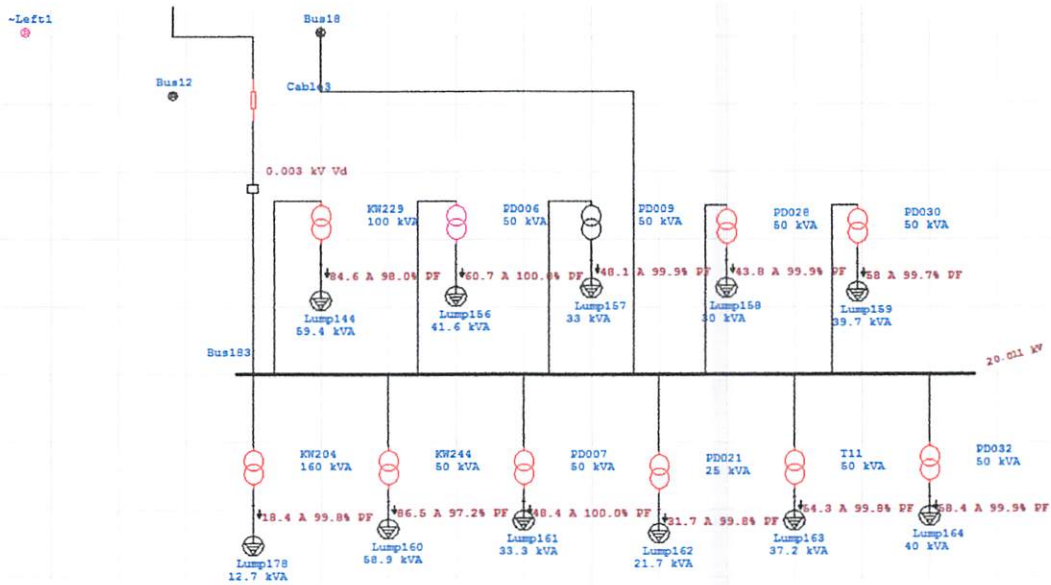 ~Left1
Bus18
Bus12
Cable3
0.003 kV Vd
KW229
100 kVA
PD006
50 kVA
PD009
50 kVA
PD028
50 kVA
PD030
50 kVA
84.6 A 98.0% PF
60.7 A 100.0% PF
48.1 A 99.9% PF
43.8 A 99.9% PF
58 A 99.7% PF
Lump144
59.4 kVA
Lump156
41.6 kVA
Lump157
33 kVA
Lump158
30 kVA
Lump159
39.7 kVA
Bus183
20.011 kV
KW204
160 kVA
KW244
50 kVA
PD007
50 kVA
PD021
25 kVA
T11
50 kVA
PD032
50 kVA
18.4 A 99.8% PF
86.5 A 97.2% PF
48.4 A 100.0% PF
31.7 A 99.8% PF
54.3 A 99.8% PF
58.4 A 99.9% PF
Lump178
12.7 kVA
Lump160
58.9 kVA
Lump161
33.3 kVA
Lump162
21.7 kVA
Lump163
37.2 kVA
Lump164
40 kVA